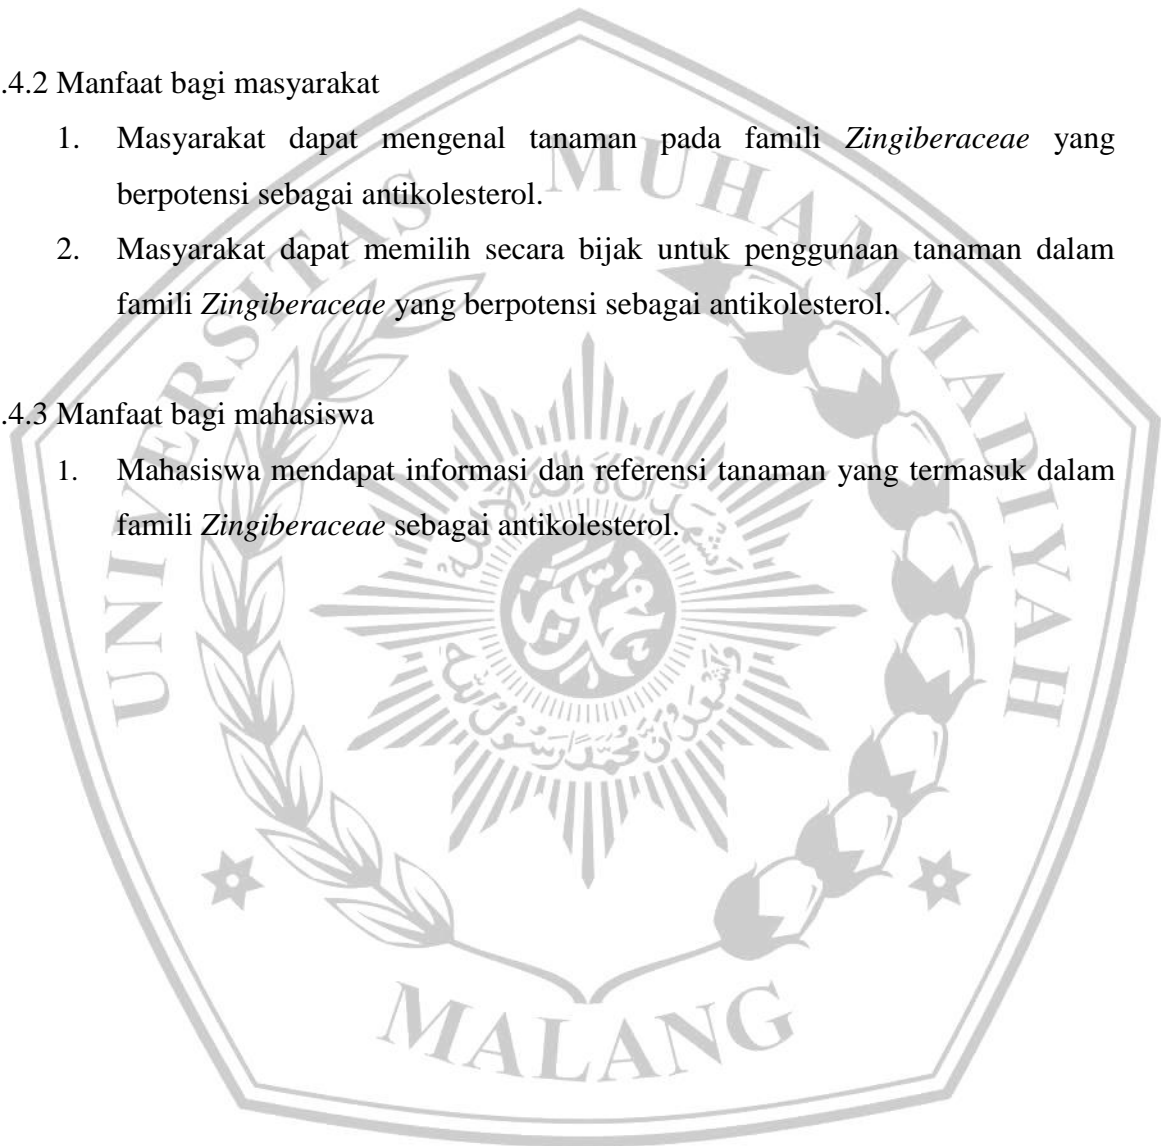 .4.2 Manfaat bagi masyarakat
1. Masyarakat dapat mengenal tanaman pada famili Zingiberaceae yang
berpotensi sebagai antikolesterol.
2. Masyarakat dapat memilih secara bijak untuk penggunaan tanaman dalam
famili Zingiberaceae yang berpotensi sebagai antikolesterol.
.4.3 Manfaat bagi mahasiswa
1. Mahasiswa mendapat informasi dan referensi tanaman yang termasuk dalam
famili Zingiberaceae sebagai antikolesterol.
UNIVERSITAS MUHAMMADIYAH
MALANG